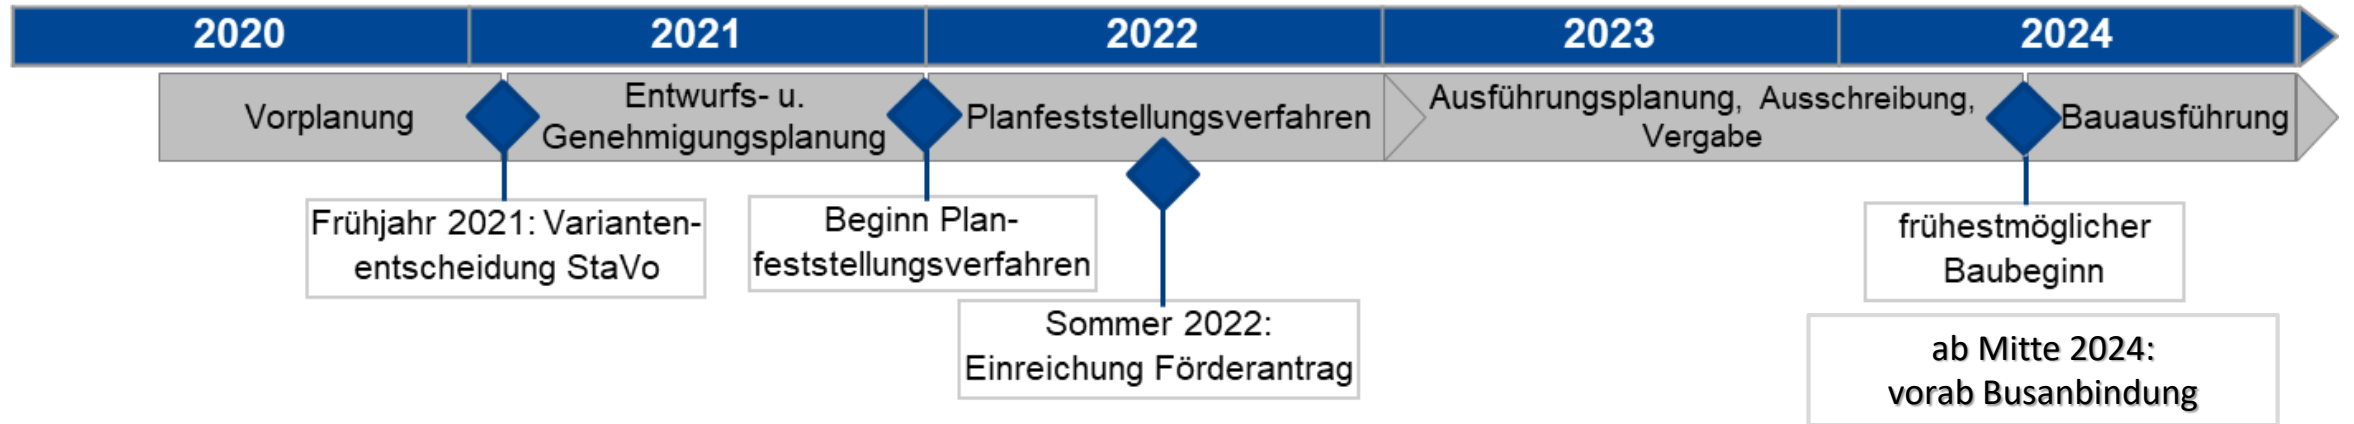 2020
2021
2022
2023
2024
Vorplanung
Entwurfs- u.
Genehmigungsplanung
Planfeststellungsverfahren
Ausführungsplanung, Ausschreibung,
Vergabe
Bauausführung
Frühjahr 2021: Varianten-
entscheidung StaVo
Beginn Plan-
feststellungsverfahren
Sommer 2022:
Einreichung Förderantrag
frühestmöglicher
Baubeginn
ab Mitte 2024:
vorab Busanbindung